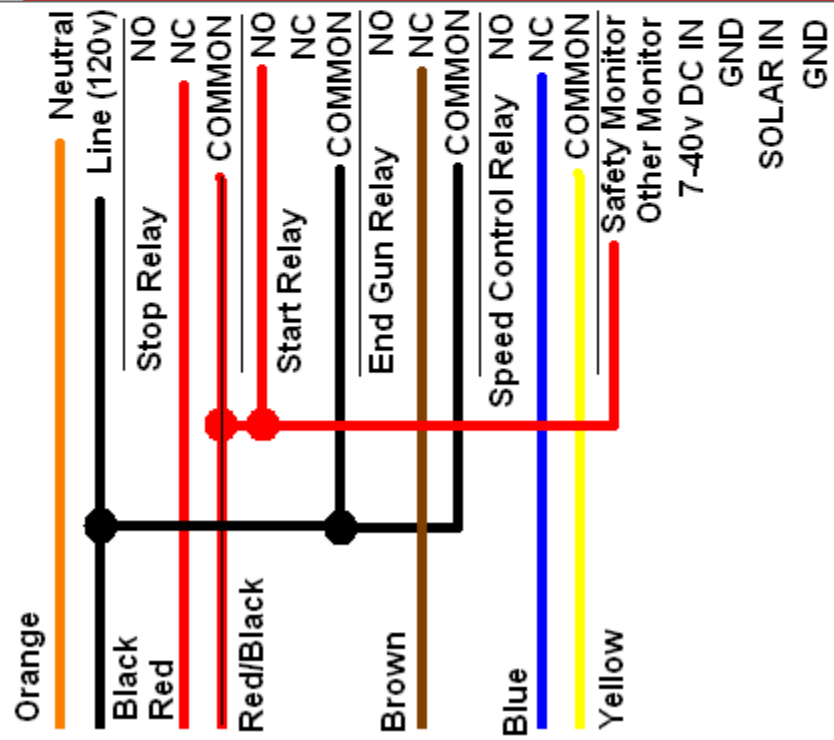 Neutral
Line (120v)
NO
NC
COMMON
NO
NC
COMMON
NO
NC
COMMON
NO
NC
COMMON
Safety Monitor
Other Monitor
7-40v DC IN
GND
SOLAR IN
GND
Stop Relay
Start Relay
End Gun Relay
Speed Control Relay
Orange
Black
Red
Red/Black
Brown
Blue
Yellow